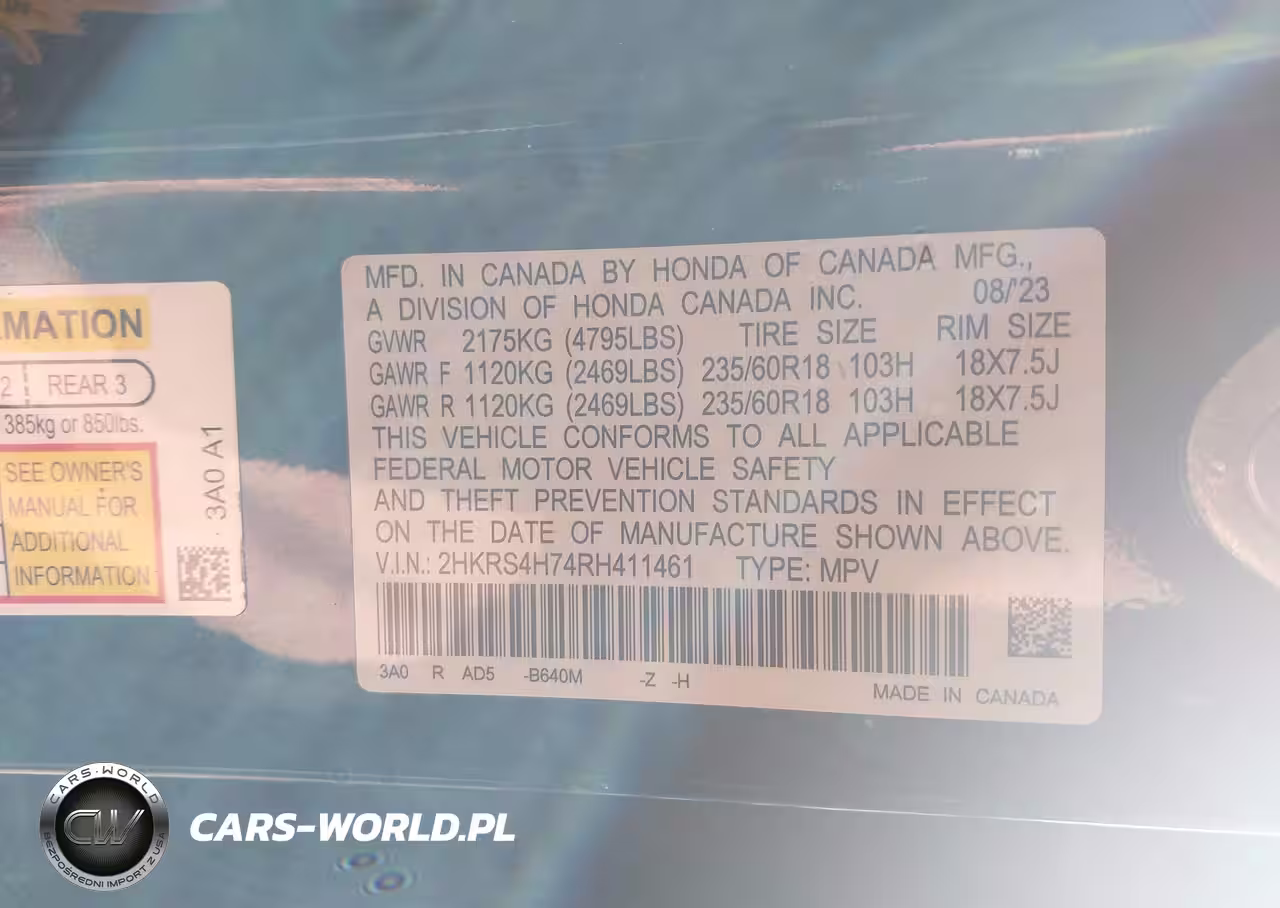 MATION
2 REAR 3
385kg or 850lbs.
SEE OWNER'S
MANUAL FOR
ADDITIONAL
INFORMATION
3A0 A1
MFD. IN CANADA BY HONDA OF CANADA MFG.,
A DIVISION OF HONDA CANADA INC. 08/'23
GVWR 2175KG (4795LBS) TIRE SIZE RIM SIZE
GAWR F 1120KG (2469LBS) 235/60R18 103H 18X7.5J
GAWR R 1120KG (2469LBS) 235/60R18 103H 18X7.5J
THIS VEHICLE CONFORMS TO ALL APPLICABLE
FEDERAL MOTOR VEHICLE SAFETY
AND THEFT PREVENTION STANDARDS IN EFFECT
ON THE DATE OF MANUFACTURE SHOWN ABOVE.
V.I.N.: 2HKRS4H74RH411461 TYPE: MPV
3A0 R AD5 -B640M -Z -H
MADE IN CANADA
CARS-WORLD
CW
BEZPOŚREDNI IMPORT Z USA
CARS-WORLD.PL